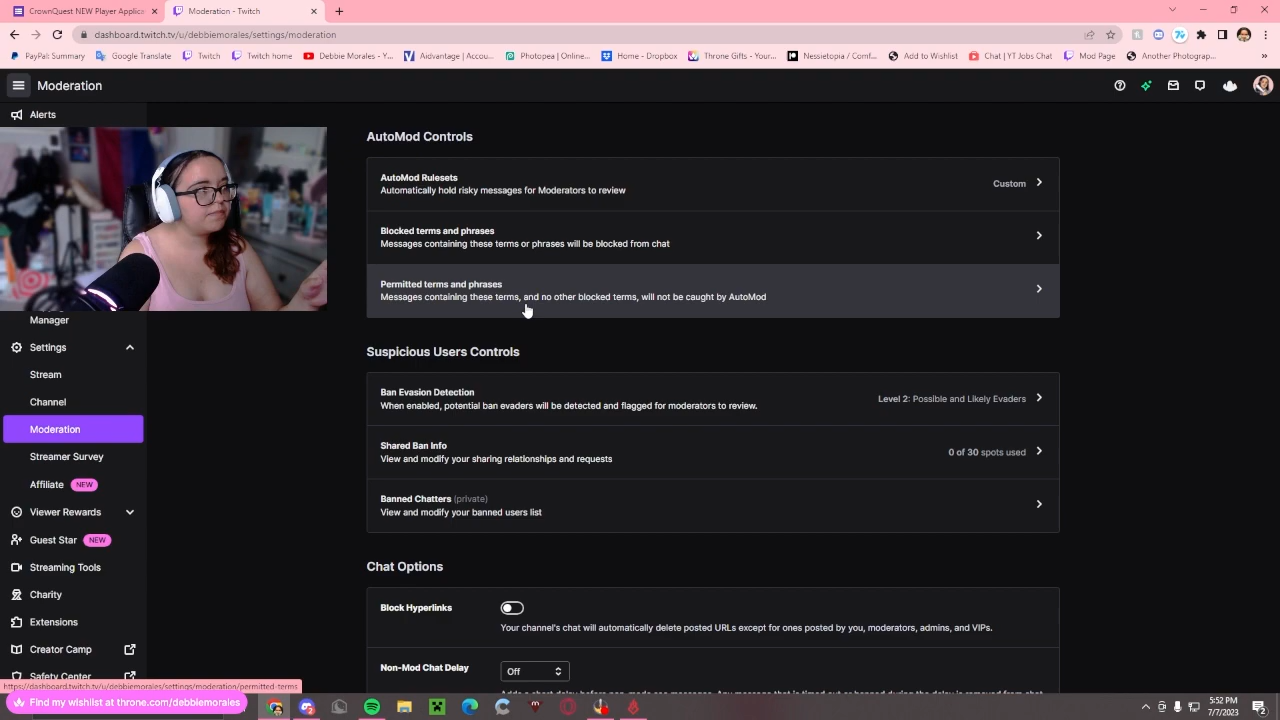 CrownQuest NEW Player Applic
Moderation - Twitch
dashboard.twitch.tv/u/debbiemorales/settings/moderation
PayPal Summary
Google Translate
Twitch
Twitch home
Debbie Morales - Y...
Aidvantage | Accou...
Photopea | Online...
Home - Dropbox
Throne Gifts - Your...
Nessietopia / Comf...
Add to Wishlist
Chat | YT Jobs Chat
Mod Page
Another Photograp...
»
Moderation
Alerts
AutoMod Controls
AutoMod Rulesets
Automatically hold risky messages for Moderators to review
Custom
Blocked terms and phrases
Messages containing these terms or phrases will be blocked from chat
Permitted terms and phrases
Messages containing these terms, and no other blocked terms, will not be caught by AutoMod
Manager
Settings
Stream
Channel
Moderation
Streamer Survey
Affiliate NEW
Viewer Rewards
Guest Star NEW
Streaming Tools
Charity
Extensions
Creator Camp
Safety Center
Suspicious Users Controls
Ban Evasion Detection
When enabled, potential ban evaders will be detected and flagged for moderators to review.
Level 2: Possible and Likely Evaders
Shared Ban Info
View and modify your sharing relationships and requests
0 of 30 spots used
Banned Chatters (private)
View and modify your banned users list
Chat Options
Block Hyperlinks
Your channel's chat will automatically delete posted URLs except for ones posted by you, moderators, admins, and VIPs.
Non-Mod Chat Delay
Off
https://dashboard.twitch.tv/u/debbiemorales/settings/moderation/permitted-terms
Find my wishlist at throne.com/debbiemorales
5:52 PM
7/7/2023